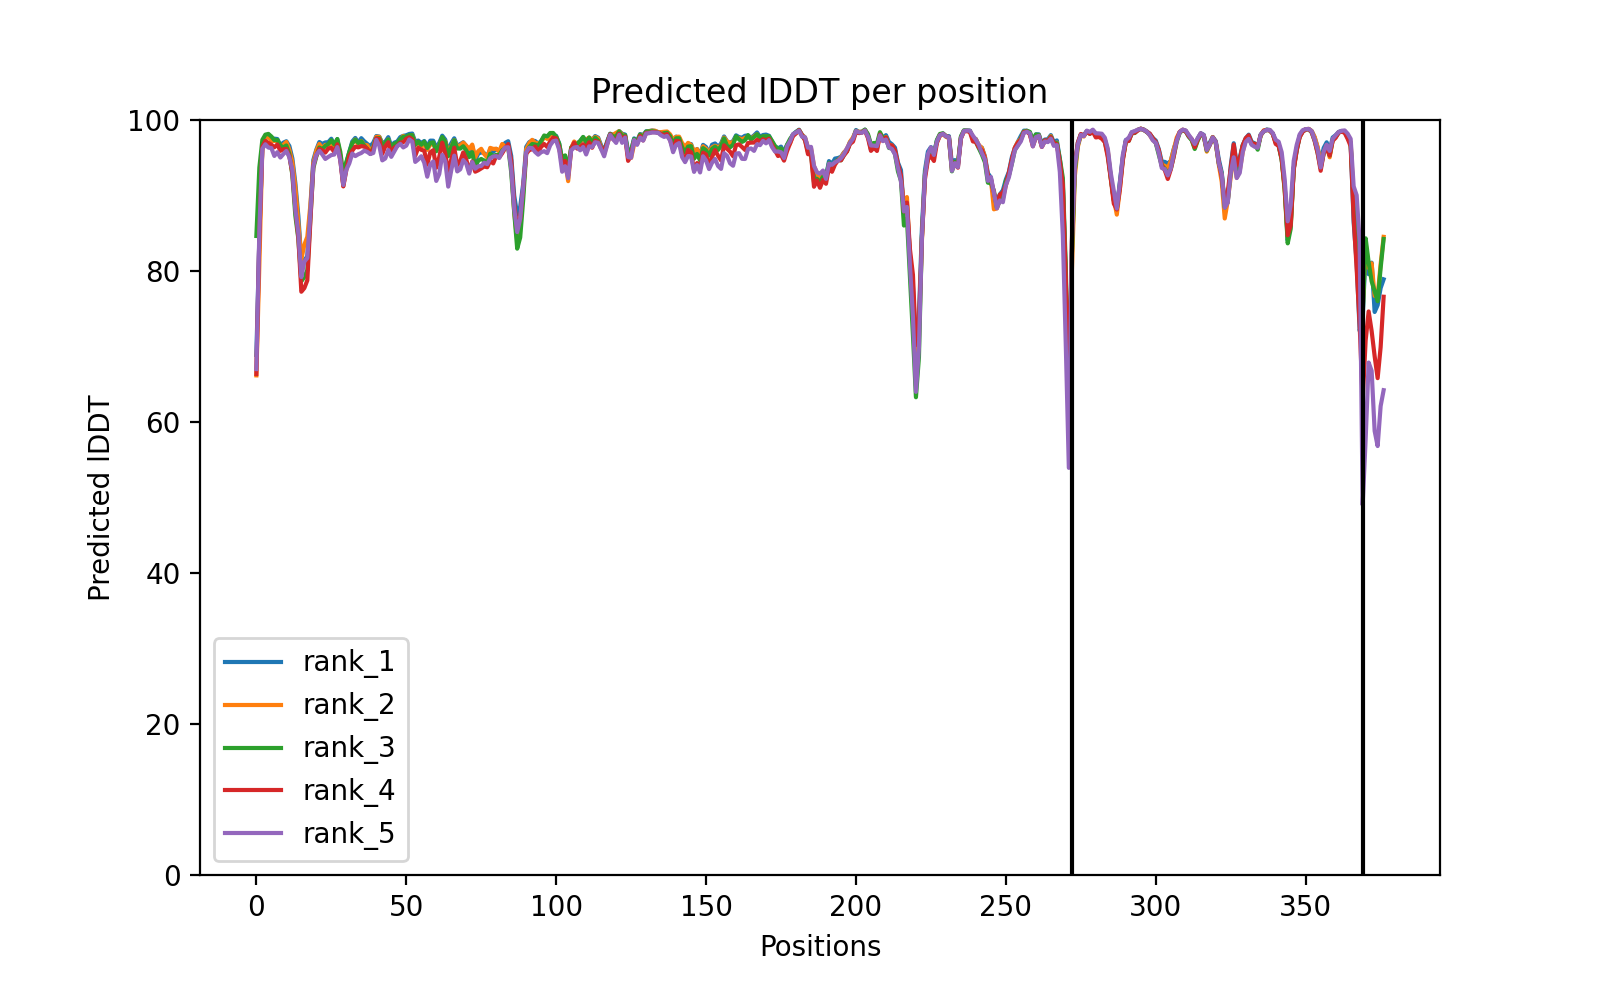 Predicted lDDT per position
100
80
60
40
20
0
Predicted lDDT
rank_1
rank_2
rank_3
rank_4
rank_5
0 50 100 150 200 250 300 350
Positions